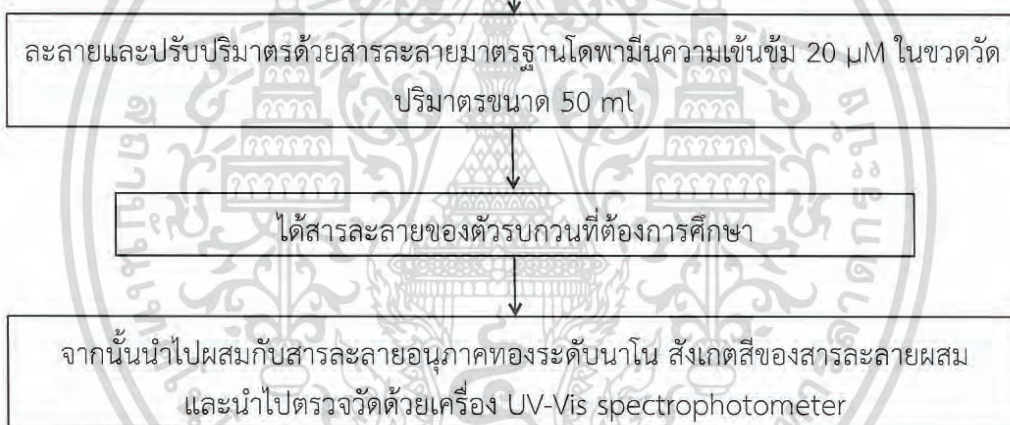 ละลายและปรับปริมาตรด้วยสารละลายมาตรฐานโดพามีนความเข้มข้น 20 μM ในขวดวัด
ปริมาตรขนาด 50 ml
ได้สารละลายของตัวรบกวนที่ต้องการศึกษา
จากนั้นนำไปผสมกับสารละลายอนุภาคทองระดับนาโน สังเกตสีของสารละลายผสม
และนำไปตรวจวัดด้วยเครื่อง UV-Vis spectrophotometer